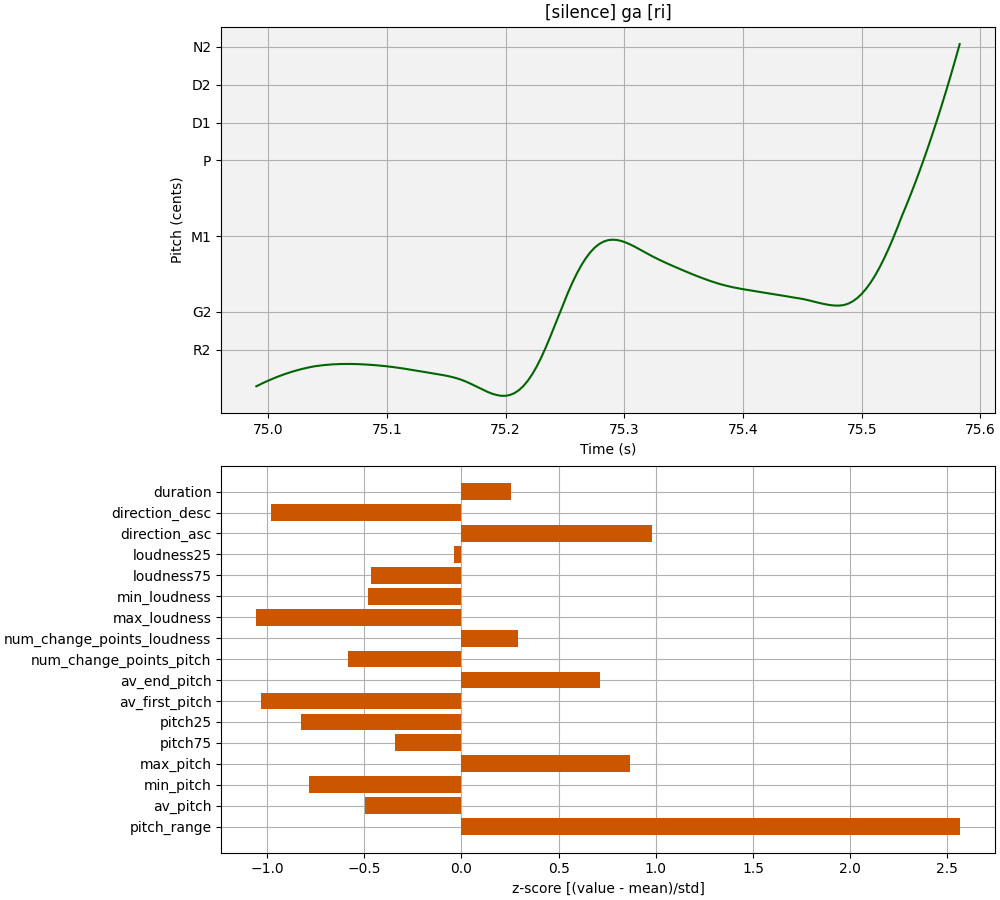 [silence] ga [ri]
N2
D2
D1
P
M1
G2
R2
Pitch (cents)
75.0 75.1 75.2 75.3 75.4 75.5 75.6
Time (s)
duration
direction_desc
direction_asc
loudness25
loudness75
min_loudness
max_loudness
num_change_points_loudness
num_change_points_pitch
av_end_pitch
av_first_pitch
pitch25
pitch75
max_pitch
min_pitch
av_pitch
pitch_range
−1.0 −0.5 0.0 0.5 1.0 1.5 2.0 2.5
z-score [(value - mean)/std]